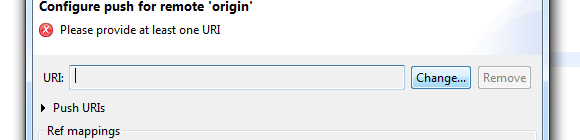 Configure push for remote 'origin'
Please provide at least one URI
URI: Change... Remove
Push URIs
Ref mappings